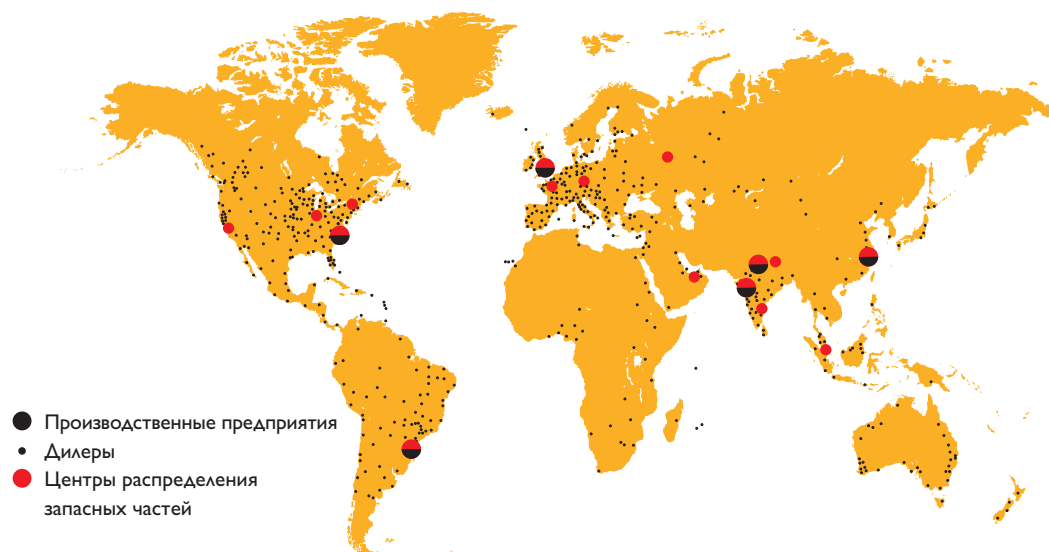 Производственные предприятия
Дилеры
Центры распределения
запасных частей